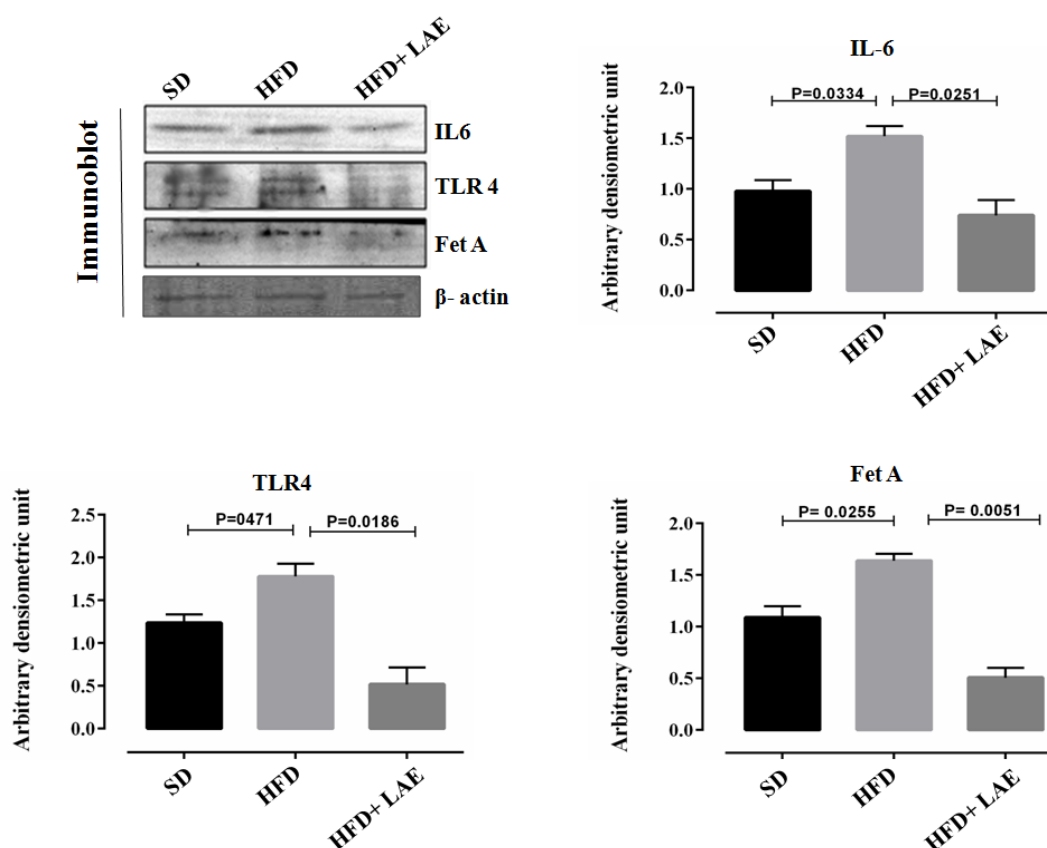 SD HFD HFD+ LAE
Immunoblot
IL6
TLR 4
Fet A
β- actin
IL-6
Arbitrary densiometric unit
2.0
1.5
1.0
0.5
0.0
P=0.0334 P=0.0251
SD HFD HFD+ LAE
TLR4
Arbitrary densiometric unit
2.5
2.0
1.5
1.0
0.5
0.0
P=0471 P=0.0186
SD HFD HFD+ LAE
Fet A
Arbitrary densiometric unit
2.0
1.5
1.0
0.5
0.0
P= 0.0255 P= 0.0051
SD HFD HFD+ LAE